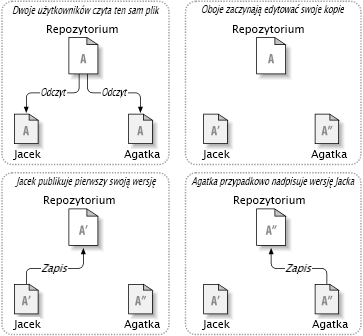 Dwoje użytkowników czyta ten sam plik
Repozytorium
A
Odczyt Odczyt
A A
Jacek Agatka
Oboje zaczynają edytować swoje kopie
Repozytorium
A
A' A"
Jacek Agatka
Jacek publikuje pierwszy swoją wersję
Repozytorium
A'
Zapis
A' A"
Jacek Agatka
Agatka przypadkowo nadpisuje wersję Jacka
Repozytorium
A"
Zapis
A' A"
Jacek Agatka